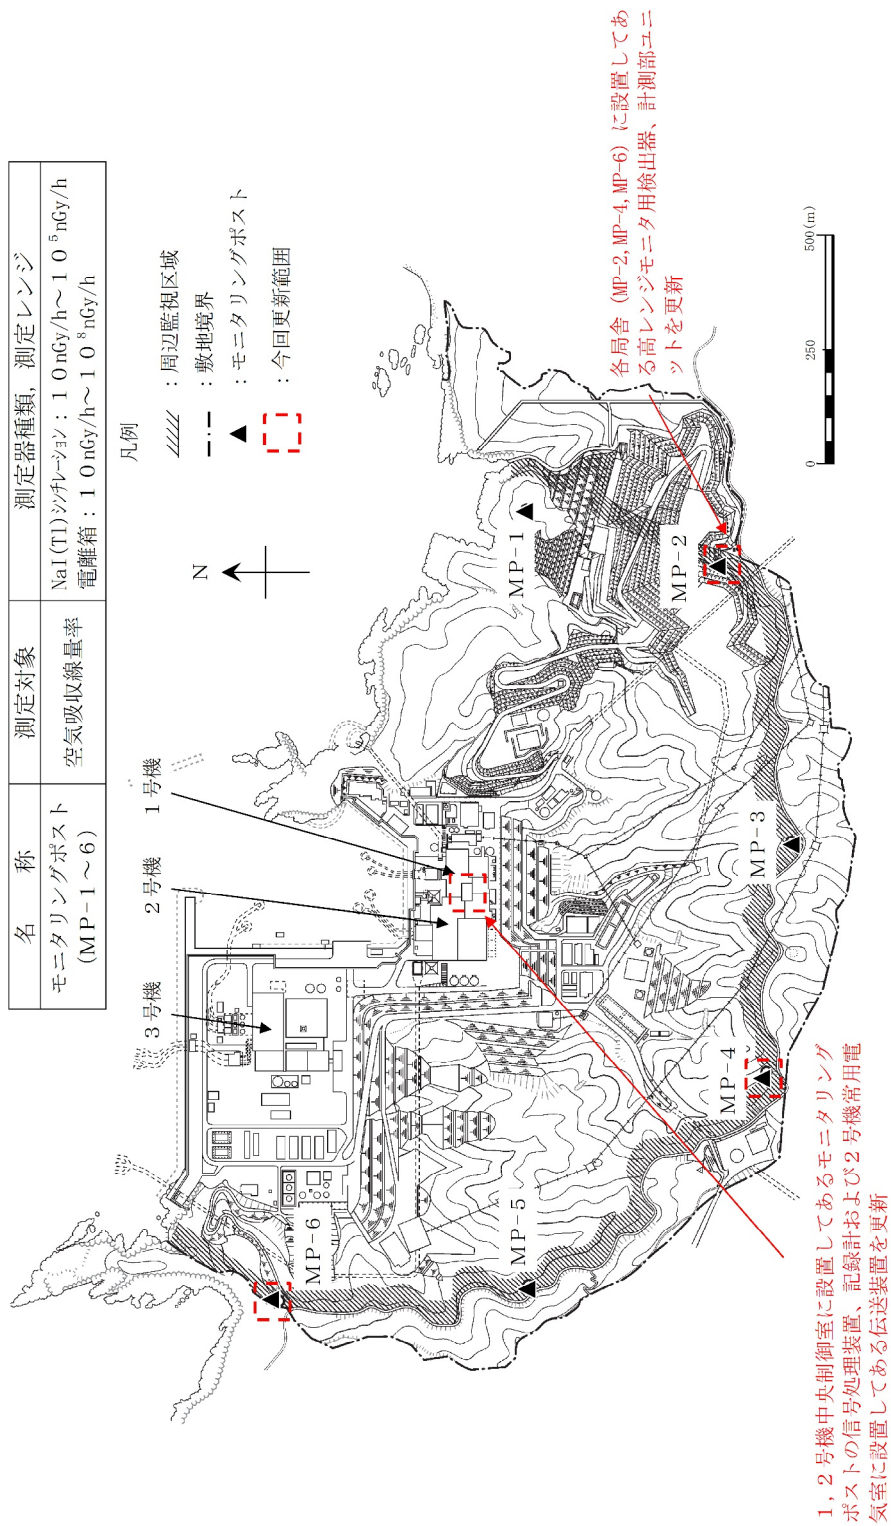 名　　称　測定対象　測定器種類，測定レンジ
モニタリングポスト
(MP-1～6)
空気吸収線量率
NaI(Tl)シンチレーション：１０nGy/h～１０⁵nGy/h
電離箱：１０nGy/h～１０⁸nGy/h
凡例
：周辺監視区域
：敷地境界
：モニタリングポスト
：今回更新範囲
N
３号機
２号機
１号機
MP-1
MP-2
MP-3
MP-4
MP-5
MP-6
各局舎（MP-2,MP-4,MP-6）に設置してあ
る高レンジモニタ用検出器、計測部ユニ
ットを更新
0　250　500(m)
１,２号機中央制御室に設置してあるモニタリング
ポストの信号処理装置、記録計および２号機常用電
気室に設置してある伝送装置を更新